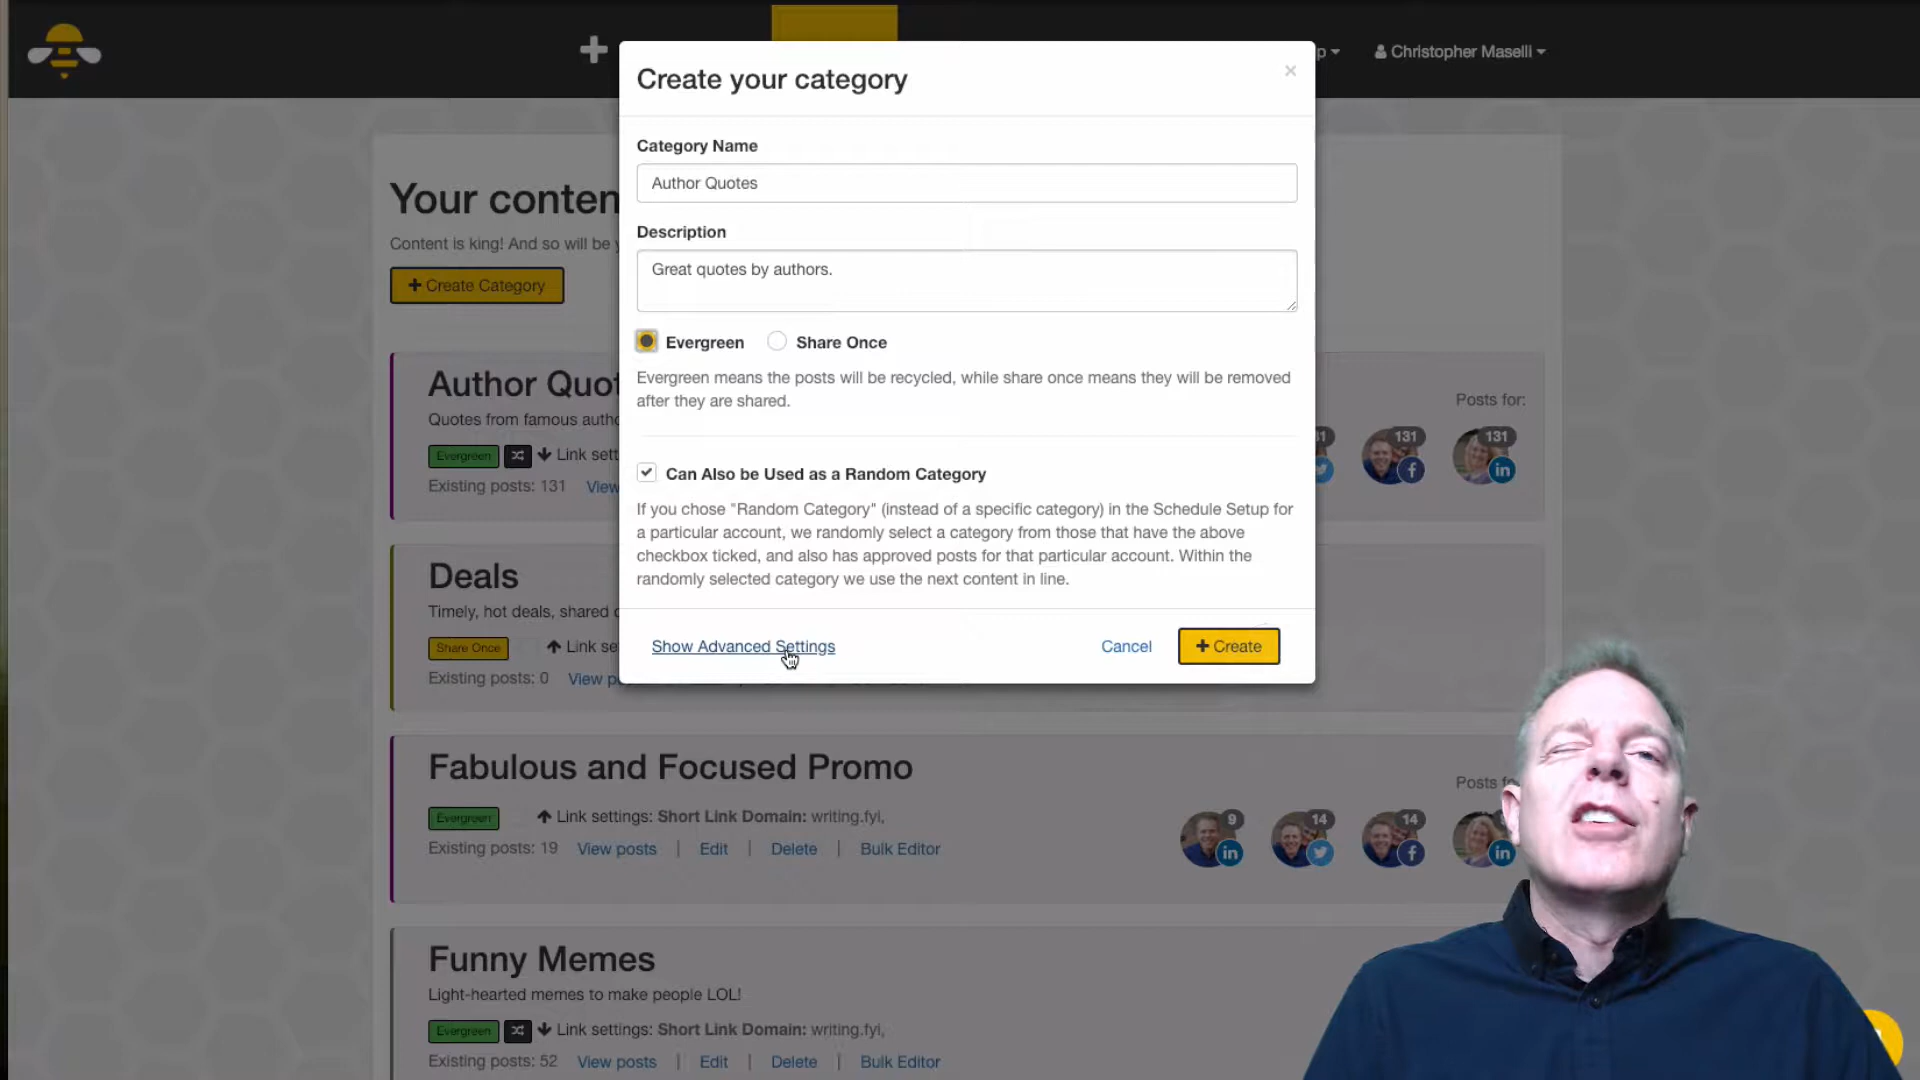 p
Christopher Maselli
Create your category
×
Category Name
Author Quotes
Description
Great quotes by authors.
Evergreen
Share Once
Evergreen means the posts will be recycled, while share once means they will be removed
after they are shared.
Can Also be Used as a Random Category
If you chose "Random Category" (instead of a specific category) in the Schedule Setup for
a particular account, we randomly select a category from those that have the above
checkbox ticked, and also has approved posts for that particular account. Within the
randomly selected category we use the next content in line.
Show Advanced Settings
Cancel
+ Create
Your conten
Content is king! And so will be y
+ Create Category
Author Quot
Quotes from famous autho
Evergreen Link sett
Existing posts: 131 View
Posts for:
131 131
Deals
Timely, hot deals, shared
Share Once Link se
Existing posts: 0 View p
Fabulous and Focused Promo
Evergreen Link settings: Short Link Domain: writing.fyi,
Existing posts: 19 View posts | Edit | Delete | Bulk Editor
Posts f
9 14 14
Funny Memes
Light-hearted memes to make people LOL!
Evergreen Link settings: Short Link Domain: writing.fyi,
Existing posts: 52 View posts | Edit | Delete | Bulk Editor